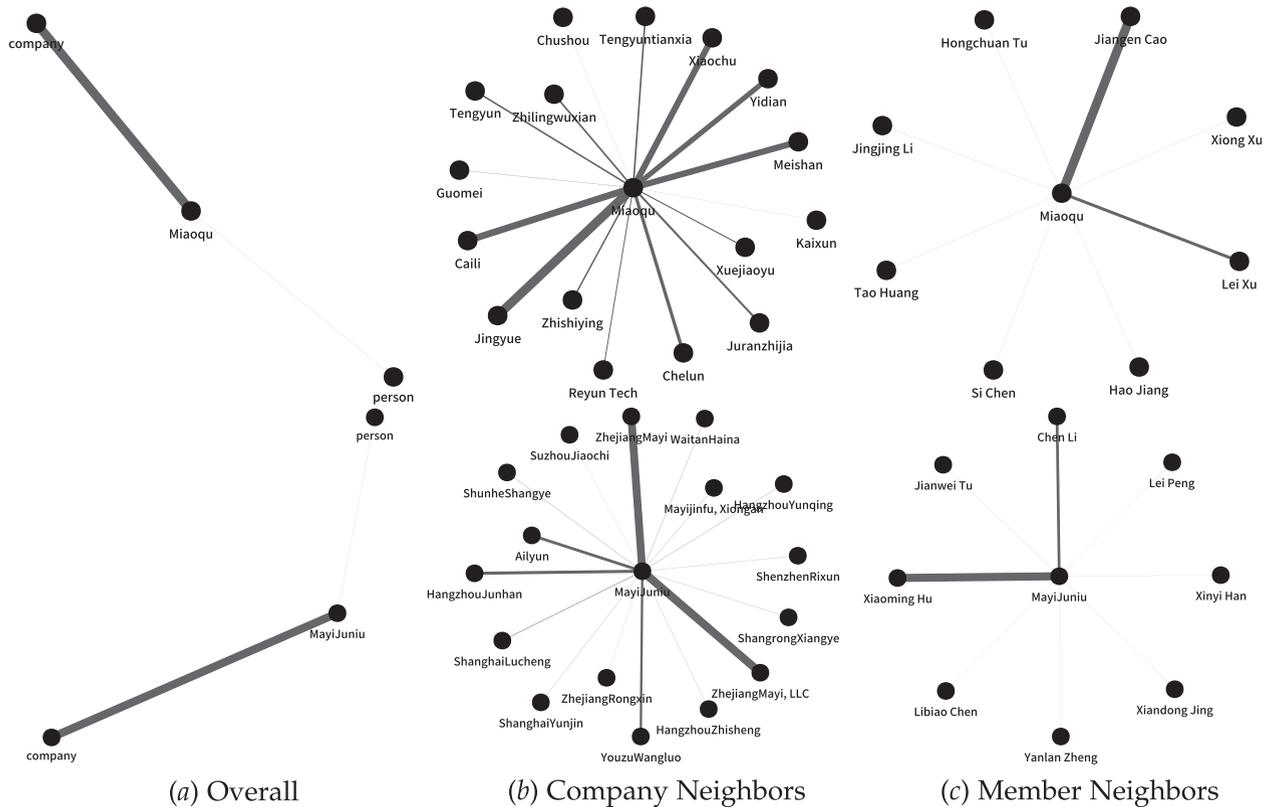 company
Miaoqu
person
person
MayiJuniu
company
(a) Overall
Chushou
Tengyuntianxia
Xiaochu
Yidian
Tengyun
Zhilingwuxian
Meishan
Guomei
Miaoqu
Kaixun
Caili
Xuejiaoyu
Zhishiying
Jingyue
Juranzhijia
Chelun
Reyun Tech
ZhejiangMayi
WaitanHaina
SuzhouJiaochi
ShunheShangye
Mayijinfu, Xiongan
HangzhouYunqing
Ailyun
ShenzhenRixun
HangzhouJunhan
MayiJuniu
ShangrongXiangye
ShanghaiLucheng
ZhejiangRongxin
ZhejiangMayi, LLC
ShanghaiYunjin
HangzhouZhisheng
YouzuWangluo
(b) Company Neighbors
Hongchuan Tu
Jiangen Cao
Jingjing Li
Xiong Xu
Miaoqu
Tao Huang
Lei Xu
Si Chen
Hao Jiang
Chen Li
Jianwei Tu
Lei Peng
Xiaoming Hu
MayiJuniu
Xinyi Han
Libiao Chen
Xiandong Jing
Yanlan Zheng
(c) Member Neighbors